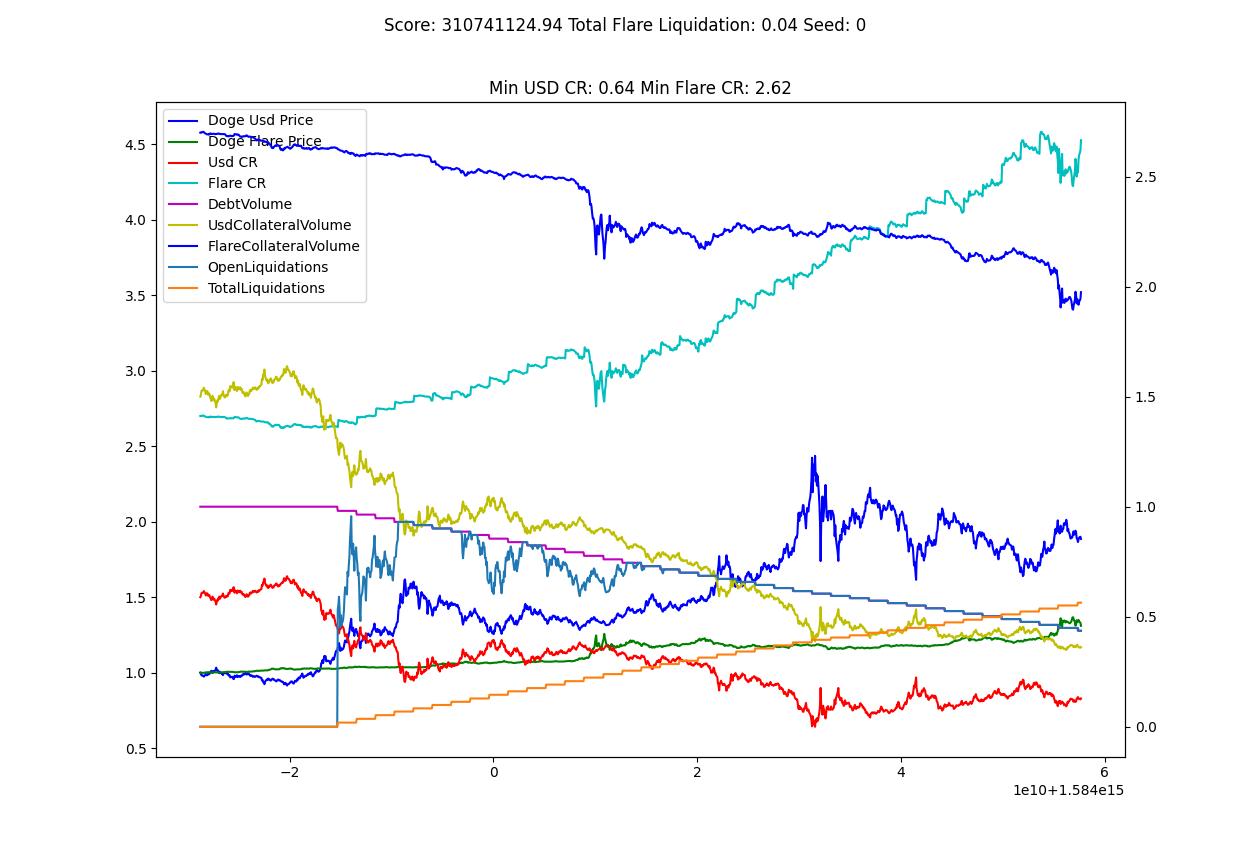 Score: 310741124.94 Total Flare Liquidation: 0.04 Seed: 0
Min USD CR: 0.64 Min Flare CR: 2.62
Doge Usd Price
Doge Flare Price
Usd CR
Flare CR
DebtVolume
UsdCollateralVolume
FlareCollateralVolume
OpenLiquidations
TotalLiquidations
4.5
4.0
3.5
3.0
2.5
2.0
1.5
1.0
0.5
2.5
2.0
1.5
1.0
0.5
0.0
−2 0 2 4 6
1e10+1.584e15